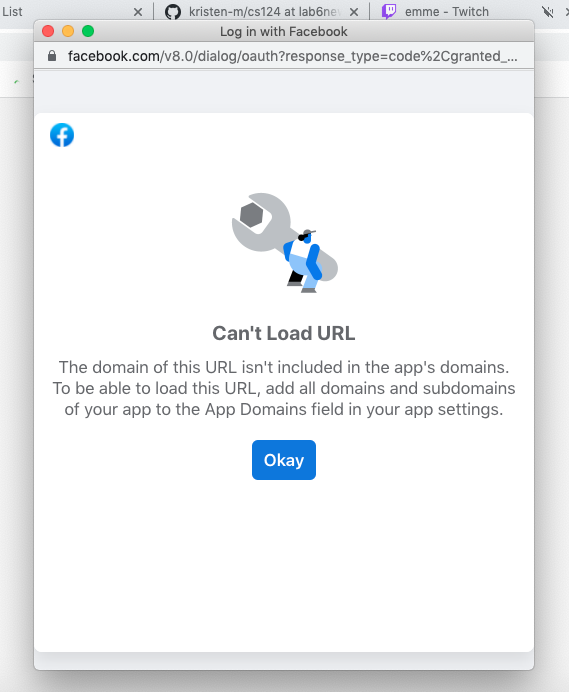 List
kristen-m/cs124 at lab6new
emme - Twitch
Log in with Facebook
facebook.com/v8.0/dialog/oauth?response_type=code%2Cgranted_...
Can't Load URL
The domain of this URL isn't included in the app's domains.
To be able to load this URL, add all domains and subdomains
of your app to the App Domains field in your app settings.
Okay